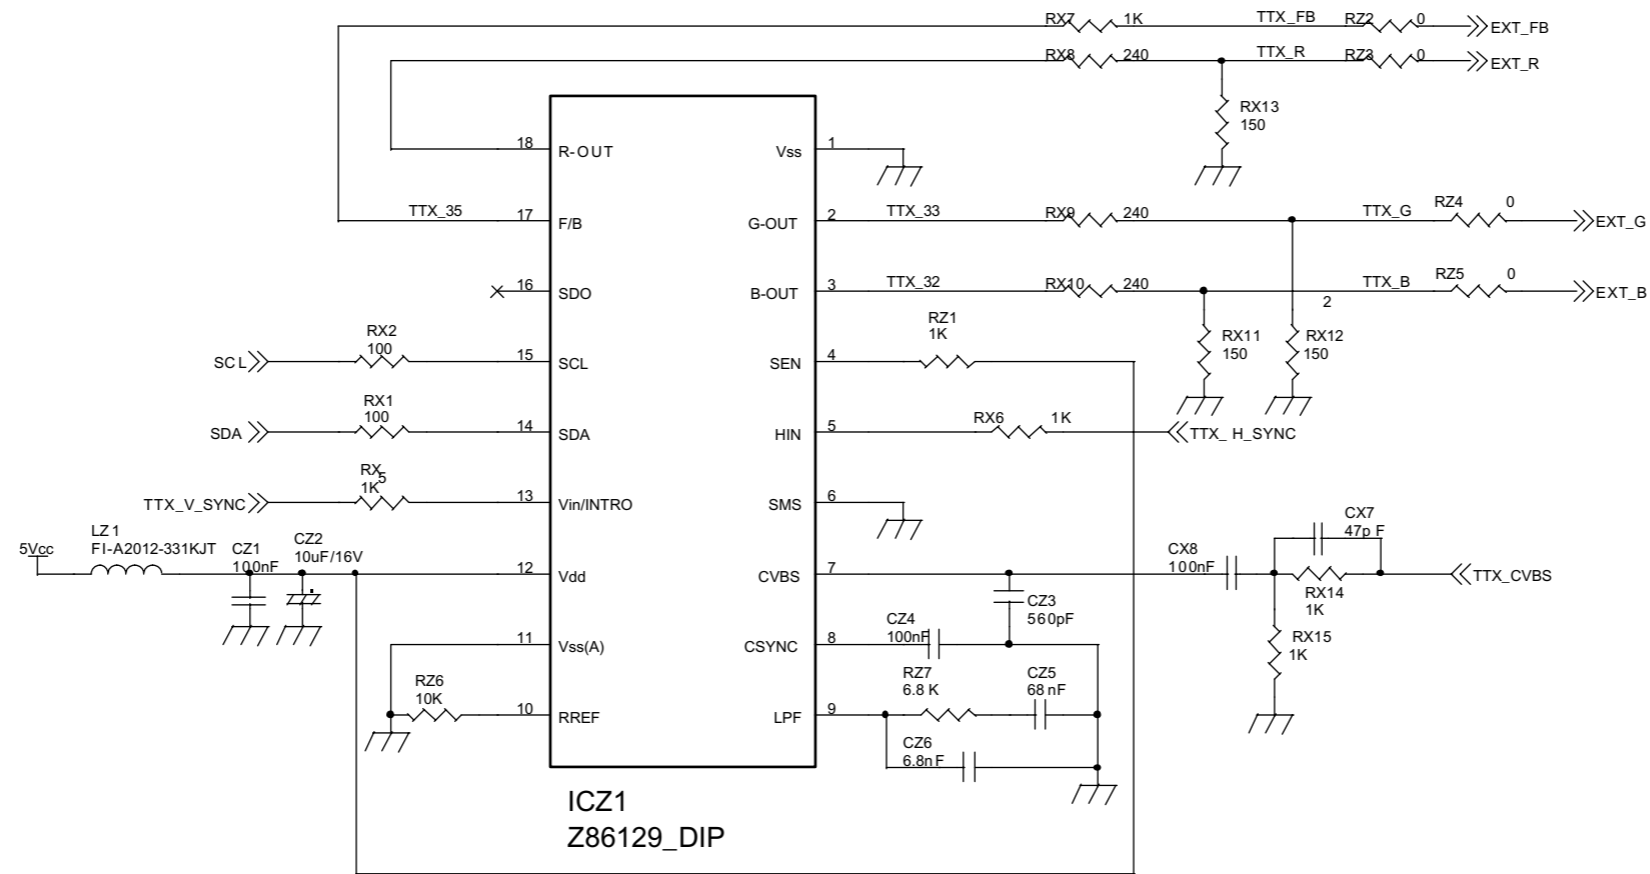 RX7 1K TTX_FB RZ2 0 EXT_FB
RX8 240 TTX_R RZ3 0 EXT_R
RX13
150
18 R-OUT Vss 1
TTX_35 17 F/B G-OUT 2 TTX_33 RX9 240 TTX_G RZ4 0 EXT_G
16 SDO B-OUT 3 TTX_32 RX10 240 TTX_B RZ5 0 EXT_B
2
RX11
150
RX12
150
RZ1
1K
SCL
RX2
100
15 SCL SEN 4
SDA
RX1
100
14 SDA HIN 5 RX6 1K TTX_ H_SYNC
TTX_V_SYNC
RX5
1K
13 Vin/INTRO SMS 6
5Vcc
LZ1
FI-A2012-331KJT
CZ1
100nF
CZ2
10uF/16V
12 Vdd CVBS 7
CX8
100nF
CX7
47pF
TTX_CVBS
RX14
1K
RX15
1K
CZ3
560pF
11 Vss(A) CSYNC 8
CZ4
100nF
RZ6
10K
10 RREF LPF 9
RZ7
6.8K
CZ5
68nF
CZ6
6.8nF
ICZ1
Z86129_DIP